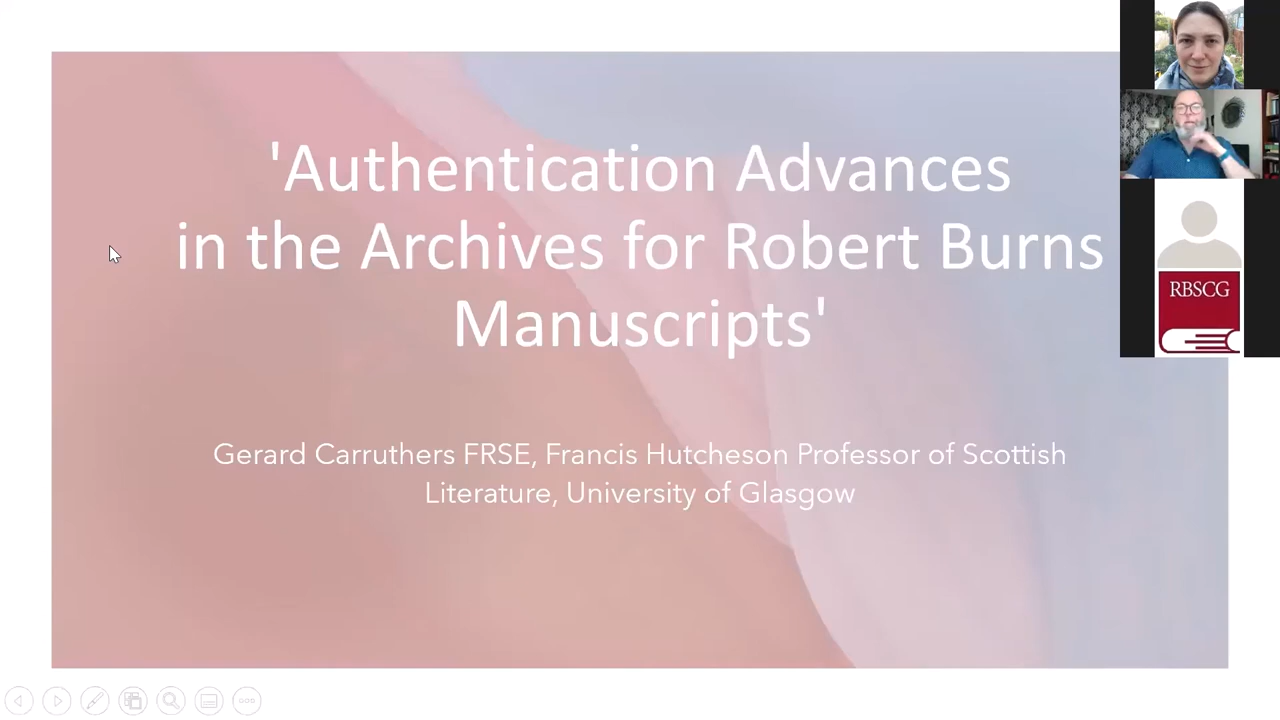 'Authentication Advances
in the Archives for Robert Burns
Manuscripts'
Gerard Carruthers FRSE, Francis Hutcheson Professor of Scottish
Literature, University of Glasgow
RBSCG